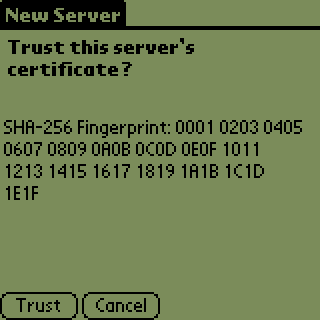 New Server
Trust this server's
certificate?
SHA-256 Fingerprint: 0001 0203 0405
0607 0809 0A0B 0C0D 0E0F 1011
1213 1415 1617 1819 1A1B 1C1D
1E1F
Trust Cancel